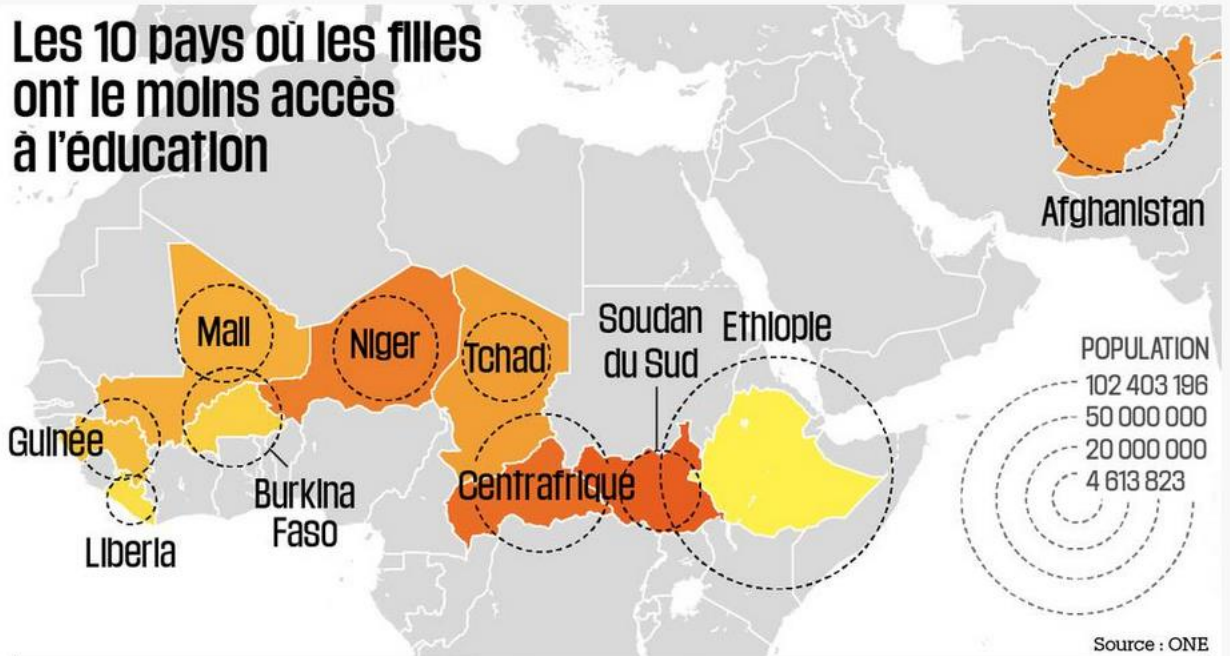 Les 10 pays où les filles
ont le moins accès
à l'éducation
Afghanistan
Mali
Niger
Tchad
Soudan
du Sud
Ethiopie
Guinée
Burkina
Faso
Liberia
Centrafrique
POPULATION
102 403 196
50 000 000
20 000 000
4 613 823
Source : ONE